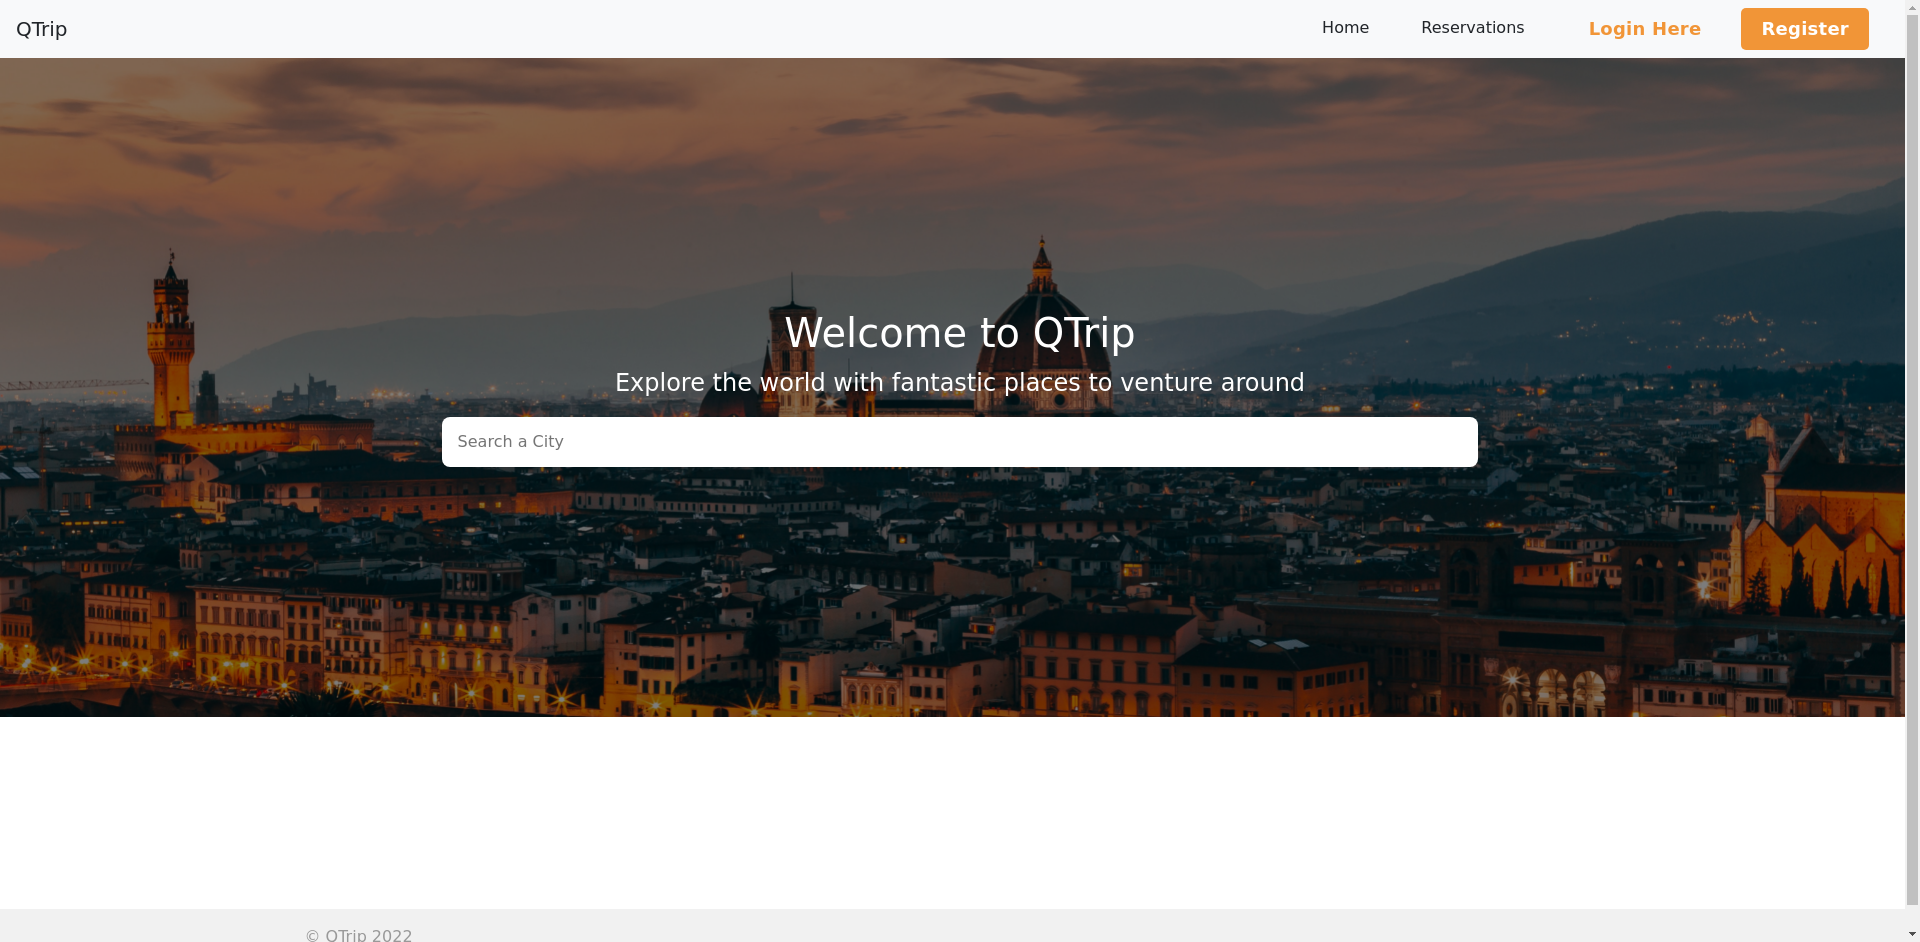 QTrip
Home
Reservations
Login Here
Register
Welcome to QTrip
Explore the world with fantastic places to venture around
Search a City
© QTrip 2022